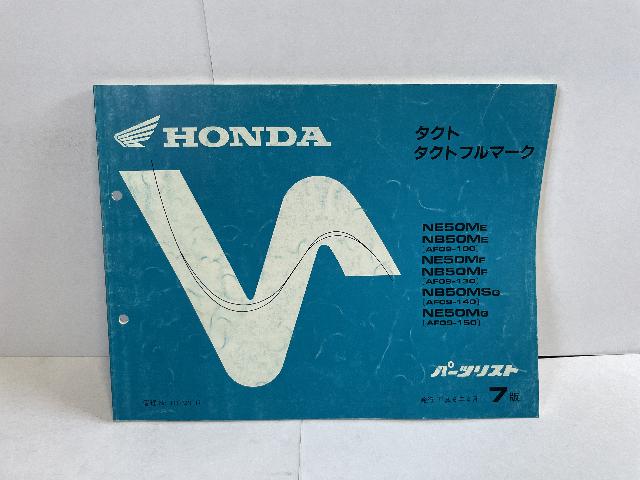 HONDA
タクト
タクトフルマーク
NE50ME
NB50ME
(AF09-100)
NE50MF
NB50MF
(AF09-130)
NB50MSG
(AF09-140)
NE50MG
(AF09-150)
パーツリスト
7版